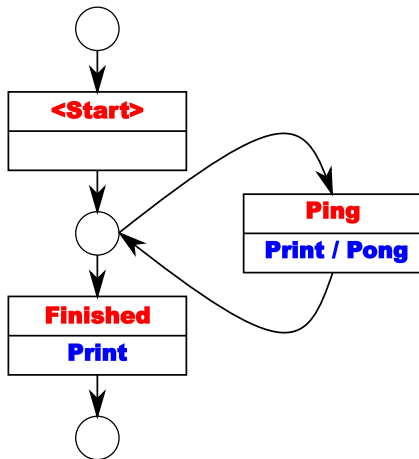 <Start>
Ping
Print / Pong
Finished
Print